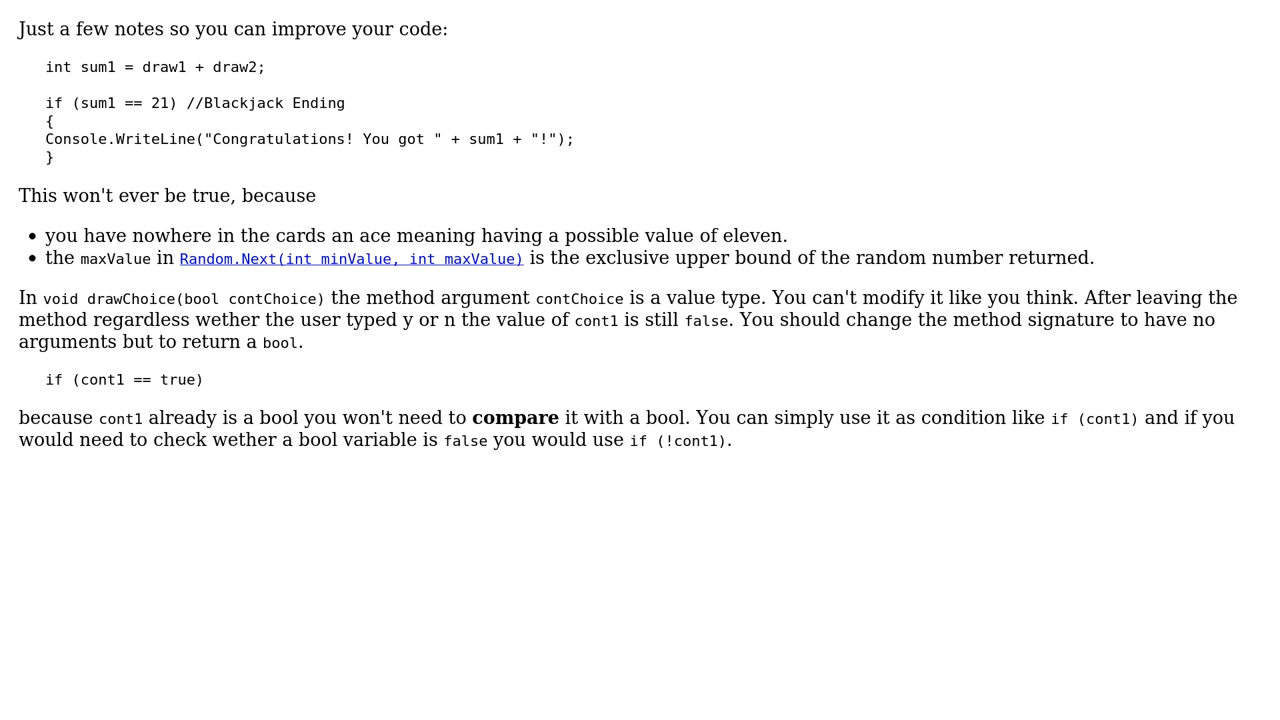 Just a few notes so you can improve your code:
int sum1 = draw1 + draw2;
if (sum1 == 21) //Blackjack Ending
{
Console.WriteLine("Congratulations! You got " + sum1 + "!");
}
This won't ever be true, because
• you have nowhere in the cards an ace meaning having a possible value of eleven.
• the maxValue in Random.Next(int minValue, int maxValue) is the exclusive upper bound of the random number returned.
In void drawChoice(bool contChoice) the method argument contChoice is a value type. You can't modify it like you think. After leaving the
method regardless wether the user typed y or n the value of cont1 is still false. You should change the method signature to have no
arguments but to return a bool.
if (cont1 == true)
because cont1 already is a bool you won't need to compare it with a bool. You can simply use it as condition like if (cont1) and if you
would need to check wether a bool variable is false you would use if (!cont1).